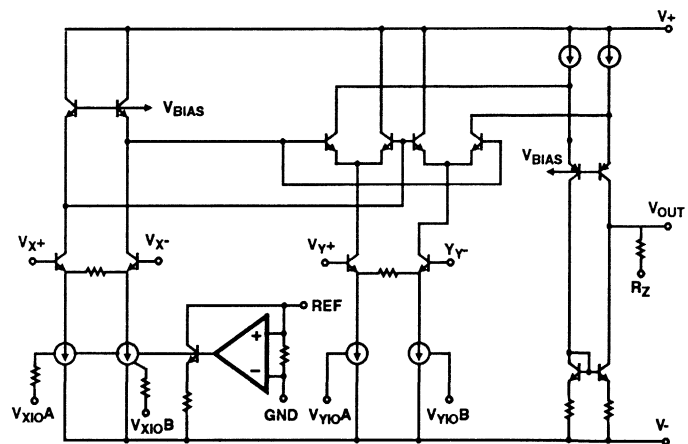 V+
VBIAS
VBIAS
VOUT
VX+
VX-
VY+
YY-
RZ
REF
+
−
VXIOA
VXIOB
GND
VYIOA
VYIOB
V-